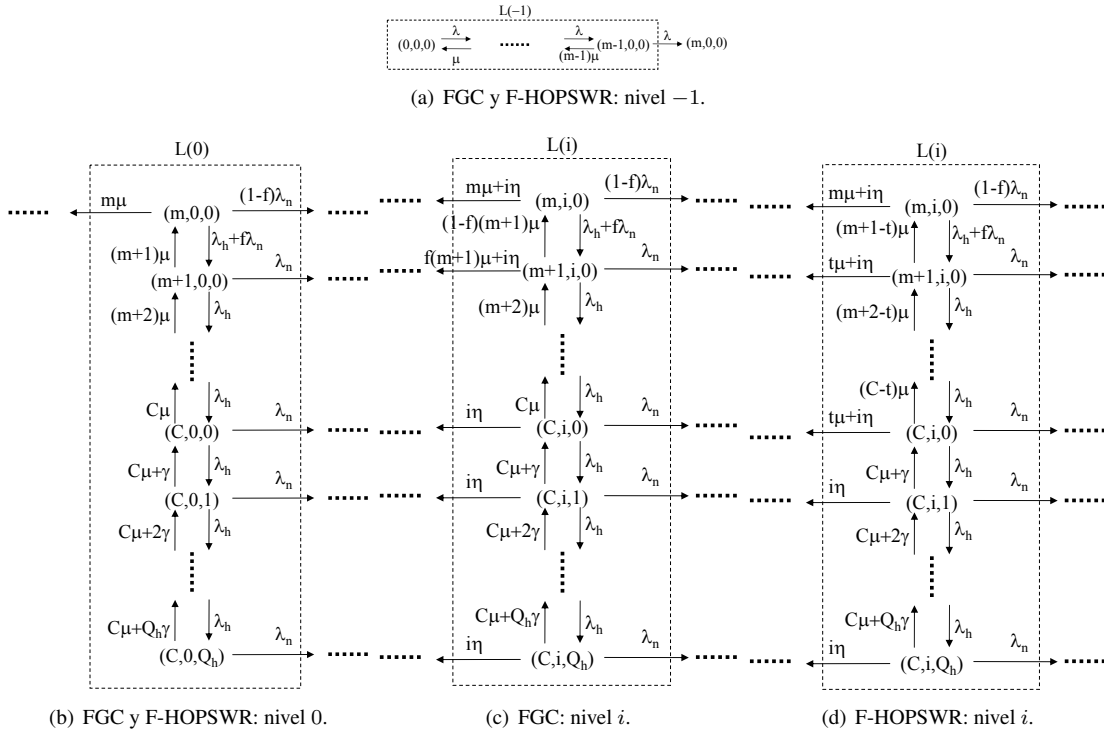 L(−1)
(0,0,0) λ μ ...... λ (m-1)μ (m-1,0,0) λ (m,0,0)
(a) FGC y F-HOPSWR: nivel −1.
L(0)
mμ (m,0,0) (1-f)λn
(m+1)μ λh+fλn
(m+1,0,0) λn
(m+2)μ λh
Cμ λh
(C,0,0) λn
Cμ+γ λh
(C,0,1) λn
Cμ+2γ λh
Cμ+Qhγ λh
(C,0,Qh) λn
(b) FGC y F-HOPSWR: nivel 0.
L(i)
mμ+iη (m,i,0) (1-f)λn
(1-f)(m+1)μ λh+fλn
f(m+1)μ+iη (m+1,i,0) λn
(m+2)μ λh
Cμ λh
iη (C,i,0) λn
Cμ+γ λh
iη (C,i,1) λn
Cμ+2γ λh
Cμ+Qhγ λh
iη (C,i,Qh) λn
(c) FGC: nivel i.
L(i)
mμ+iη (m,i,0) (1-f)λn
(m+1-t)μ λh+fλn
tμ+iη (m+1,i,0) λn
(m+2-t)μ λh
(C-t)μ λh
tμ+iη (C,i,0) λn
Cμ+γ λh
iη (C,i,1) λn
Cμ+2γ λh
Cμ+Qhγ λh
iη (C,i,Qh) λn
(d) F-HOPSWR: nivel i.